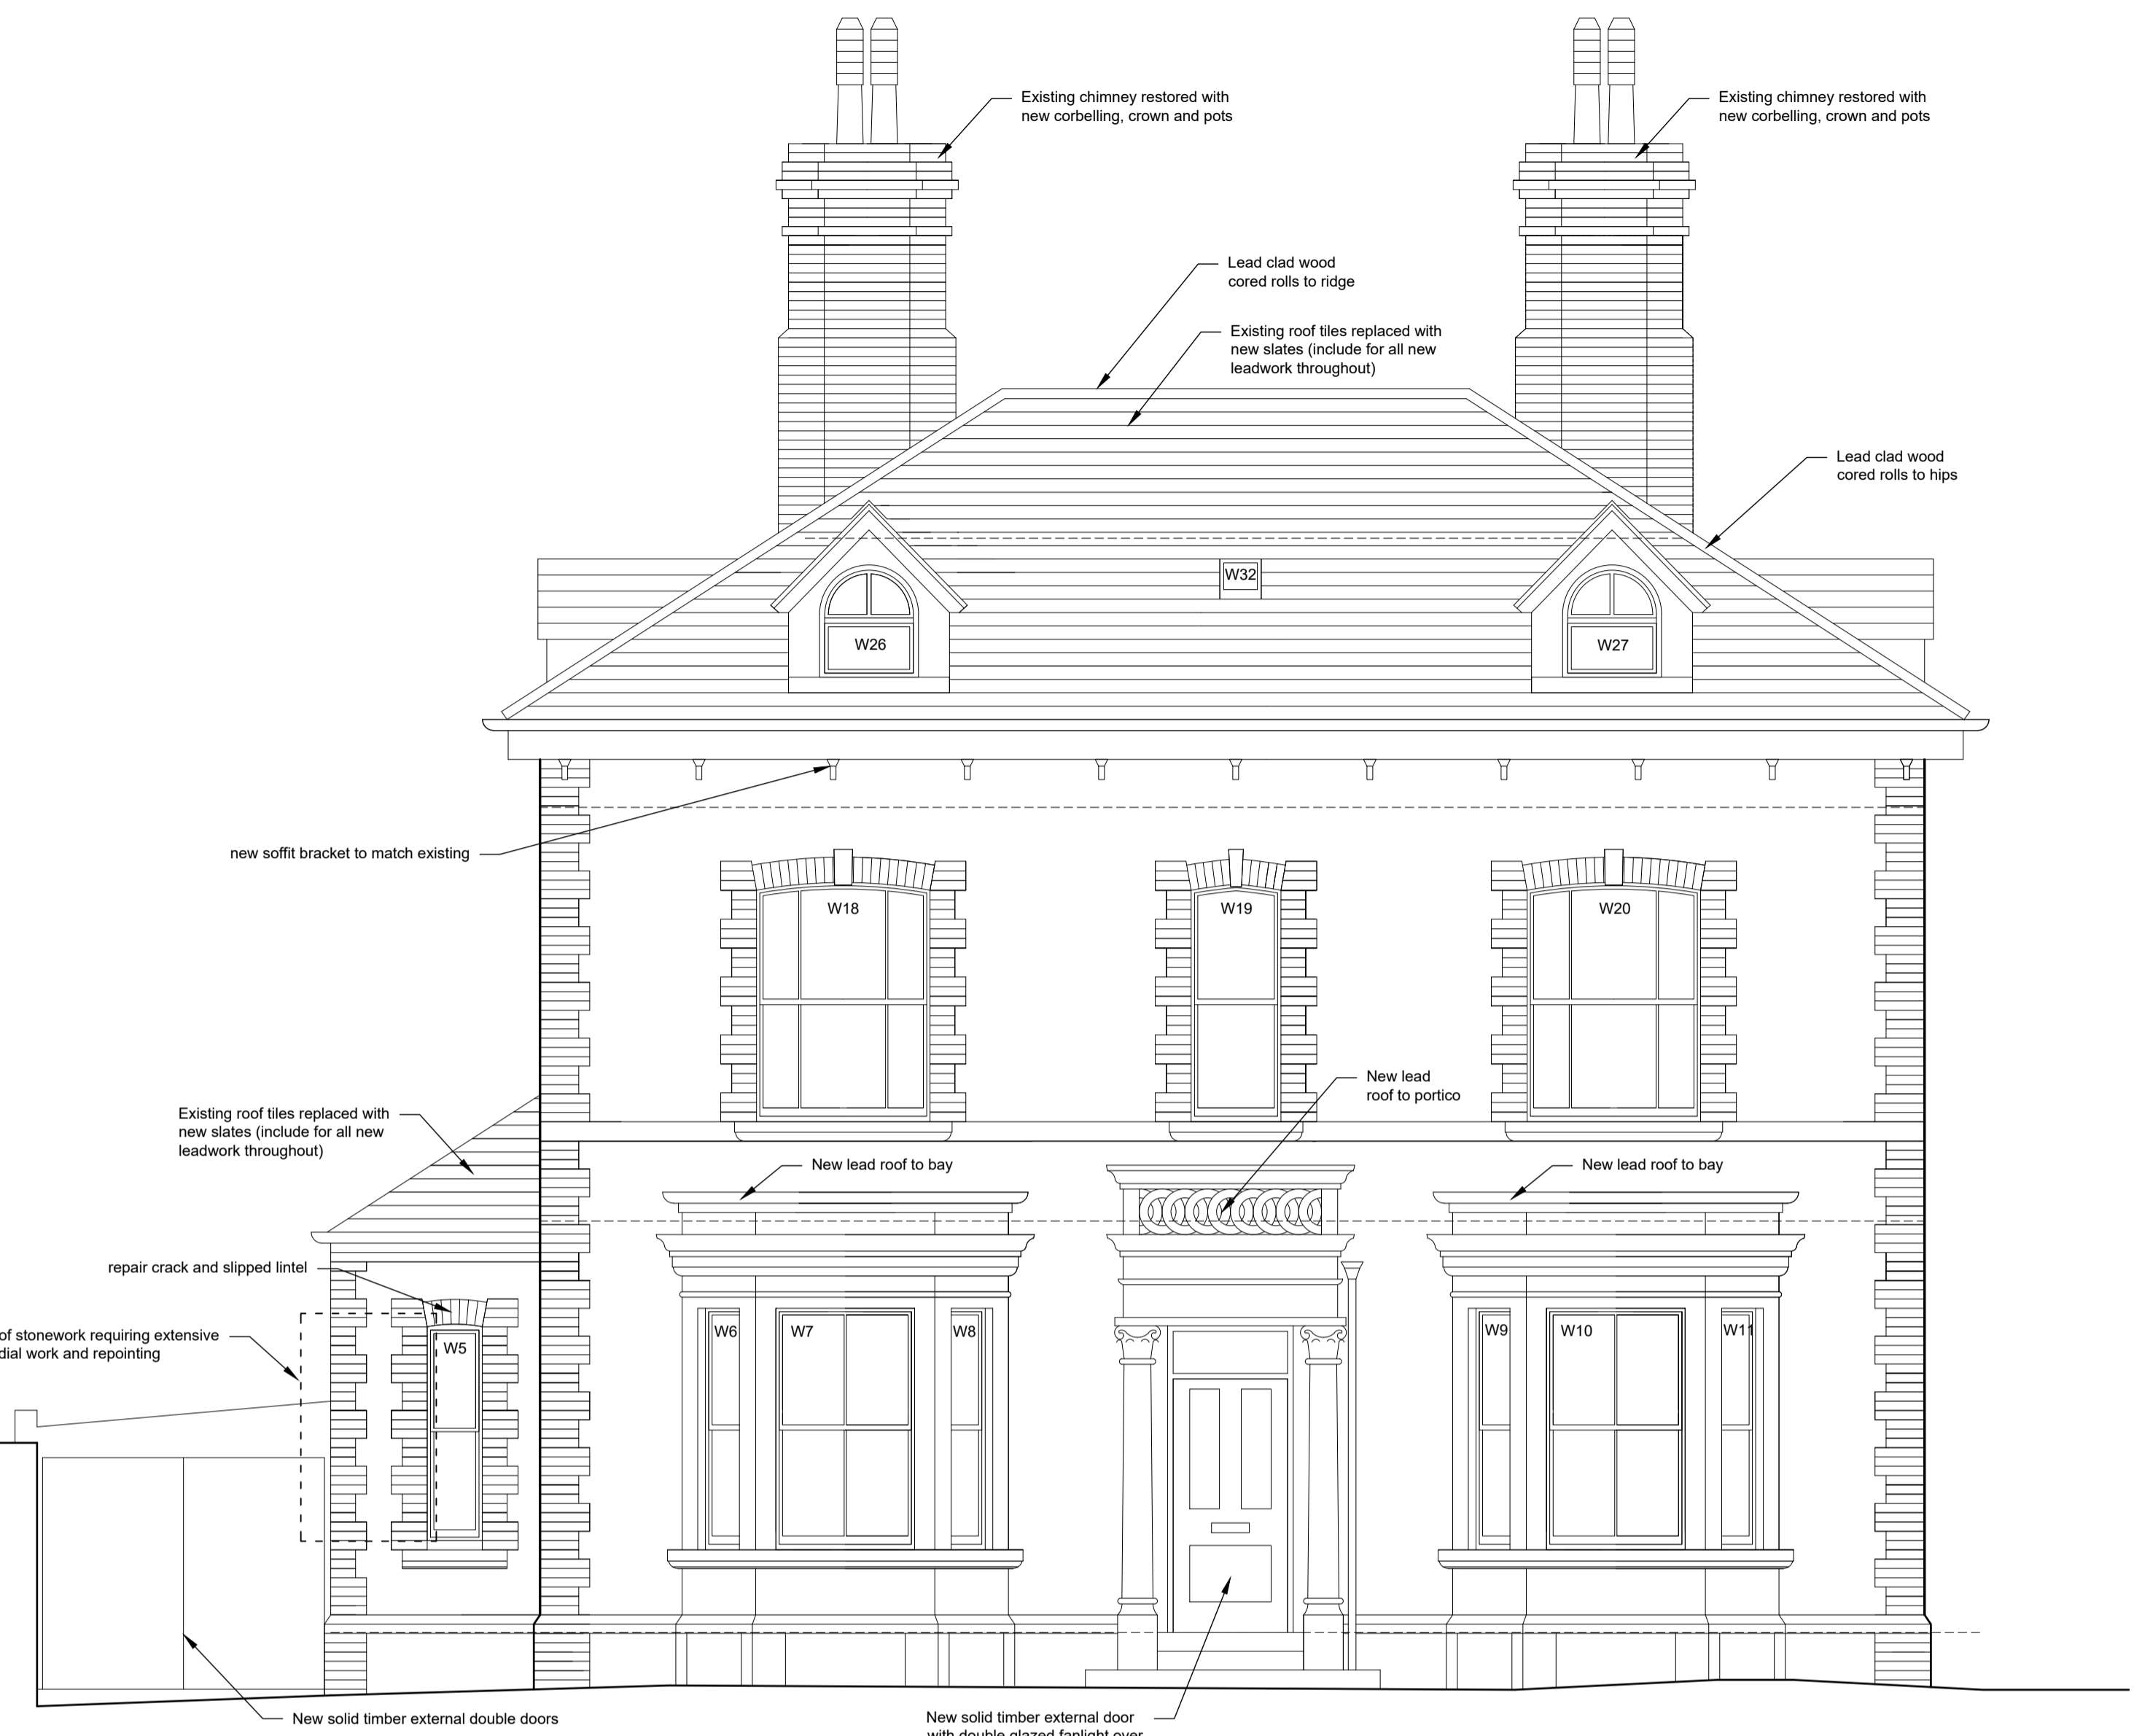 Existing chimney restored with
new corbelling, crown and pots
Existing chimney restored with
new corbelling, crown and pots
Lead clad wood
cored rolls to ridge
Existing roof tiles replaced with
new slates (include for all new
leadwork throughout)
Lead clad wood
cored rolls to hips
W32
W26
W27
new soffit bracket to match existing
W18
W19
W20
New lead
roof to portico
Existing roof tiles replaced with
new slates (include for all new
leadwork throughout)
New lead roof to bay
New lead roof to bay
repair crack and slipped lintel
of stonework requiring extensive
dial work and repointing
W5
W6
W7
W8
W9
W10
W11
New solid timber external double doors
New solid timber external door
with double glazed fanlight over